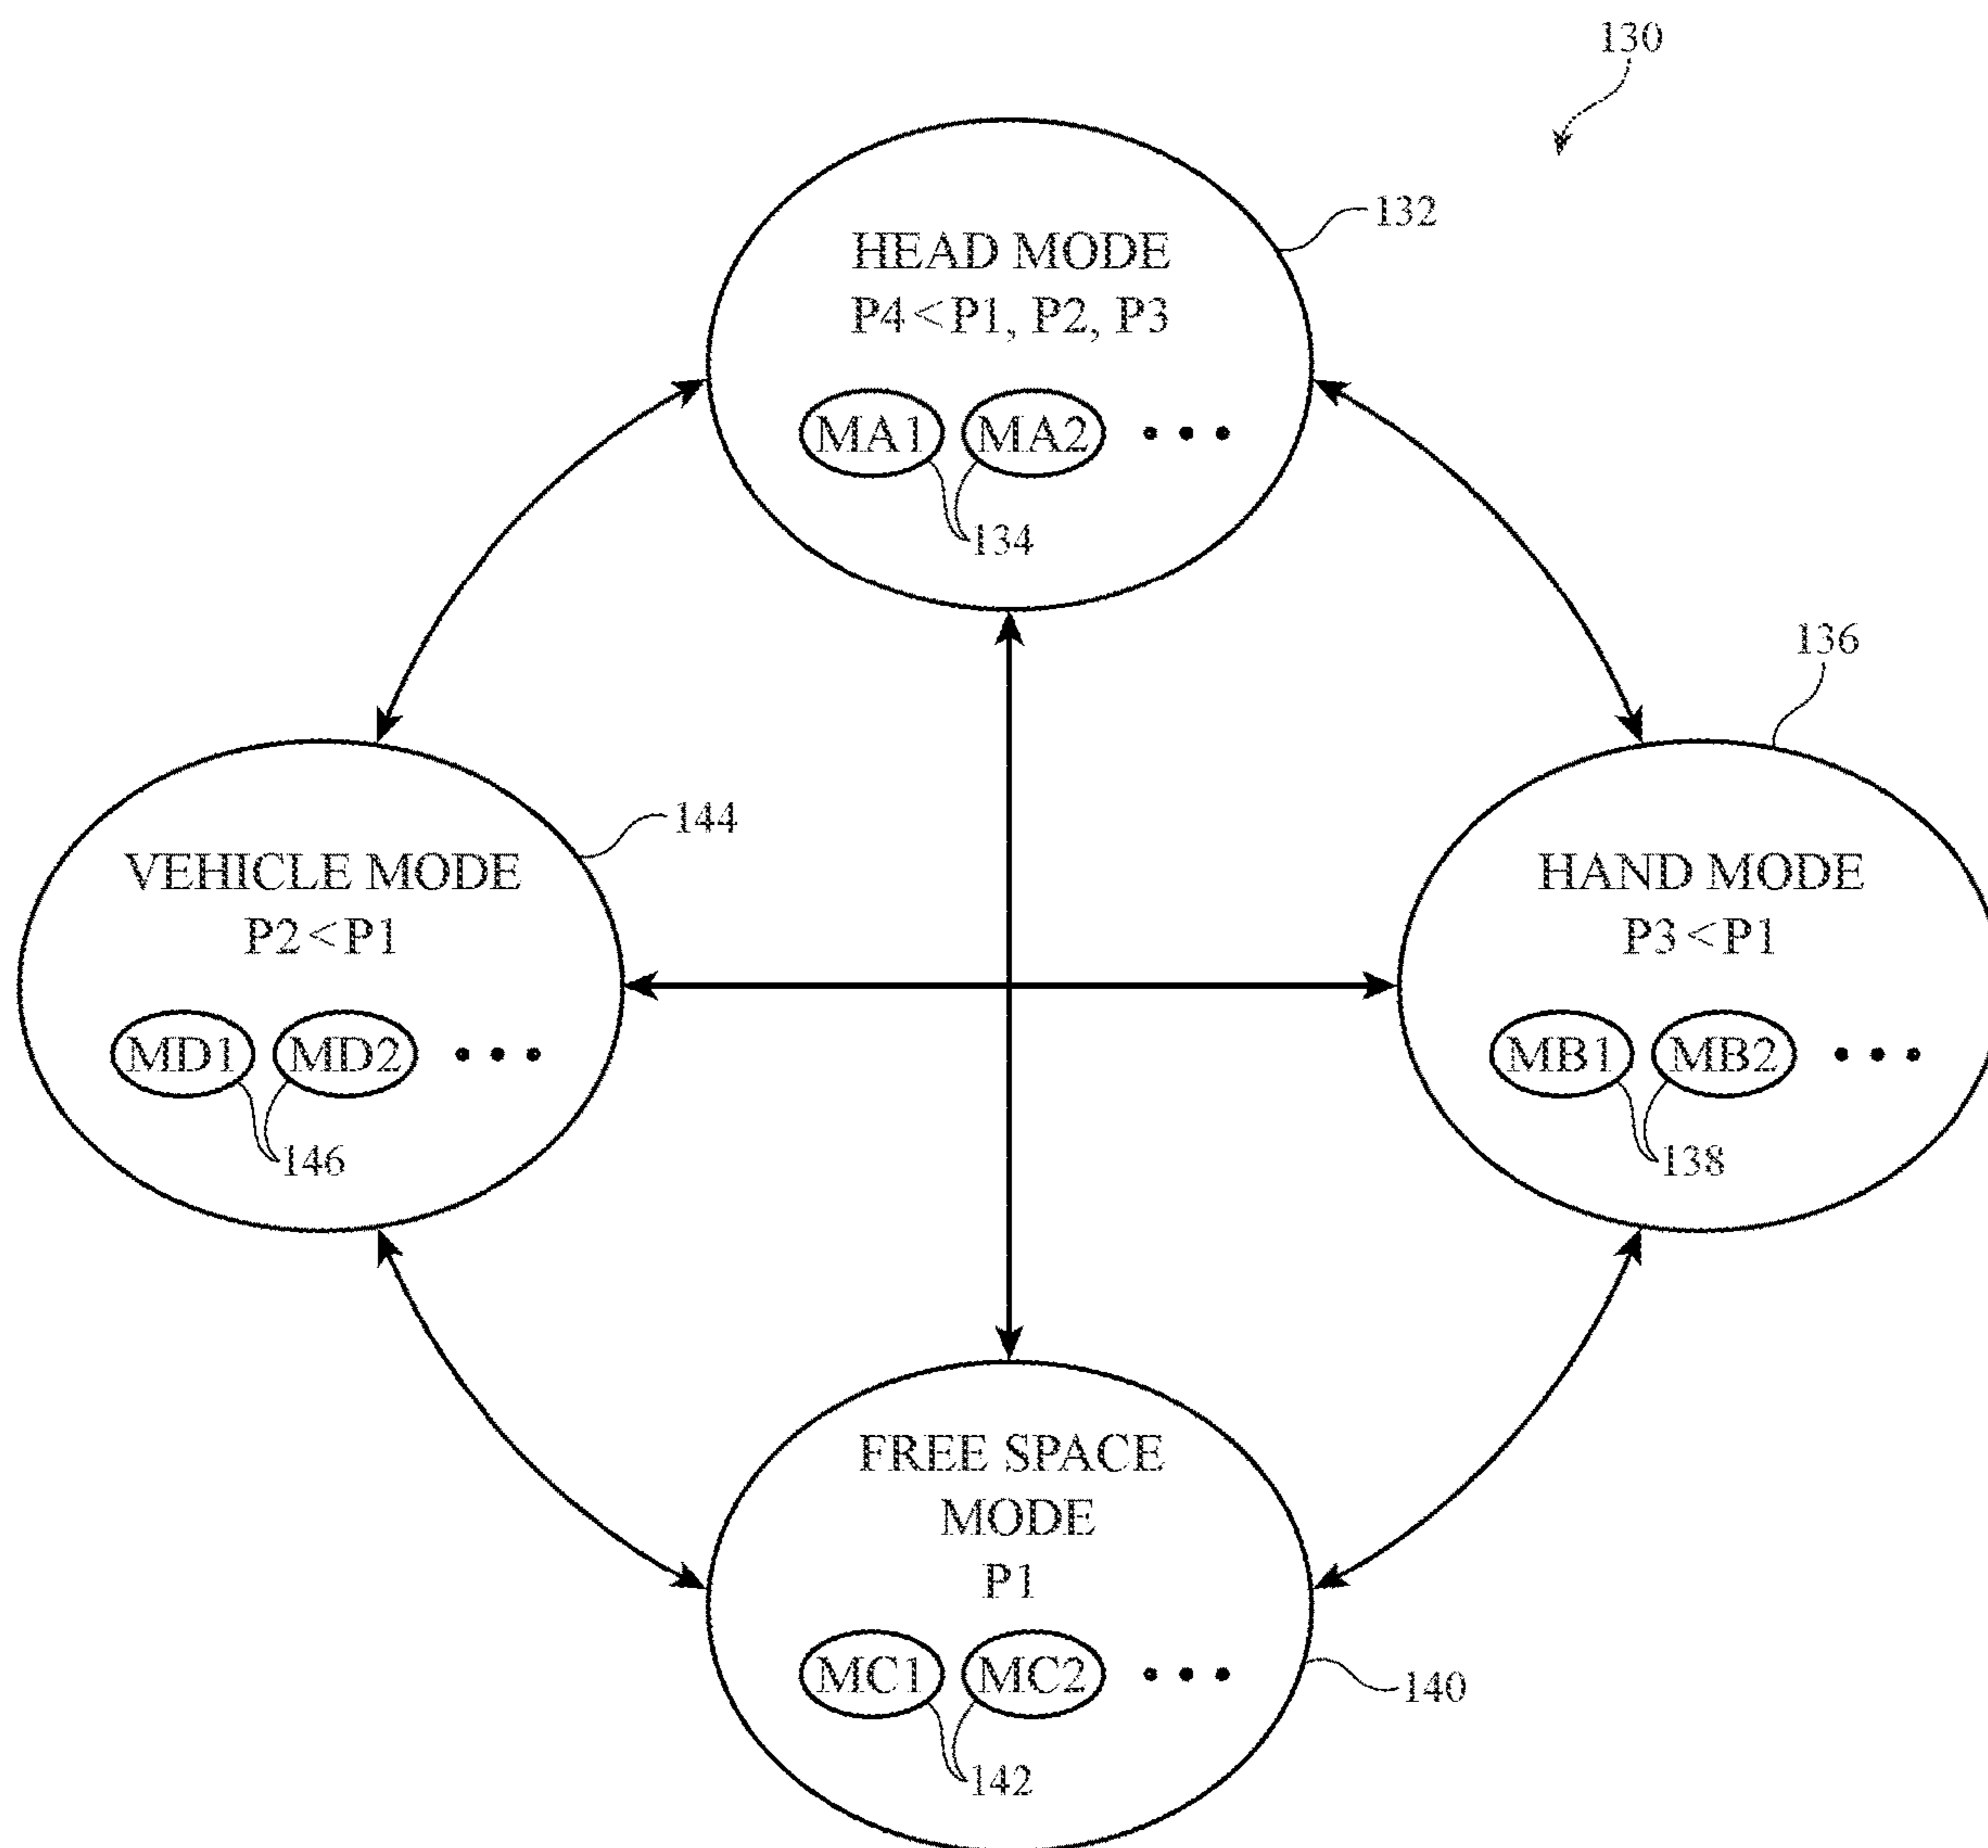 130
132
HEAD MODE
P4<P1, P2, P3
MA1 MA2 • • •
134
136
144
VEHICLE MODE
P2<P1
MD1 MD2 • • •
146
HAND MODE
P3<P1
MB1 MB2 • • •
138
FREE SPACE
MODE
P1
MC1 MC2 • • •
140
142